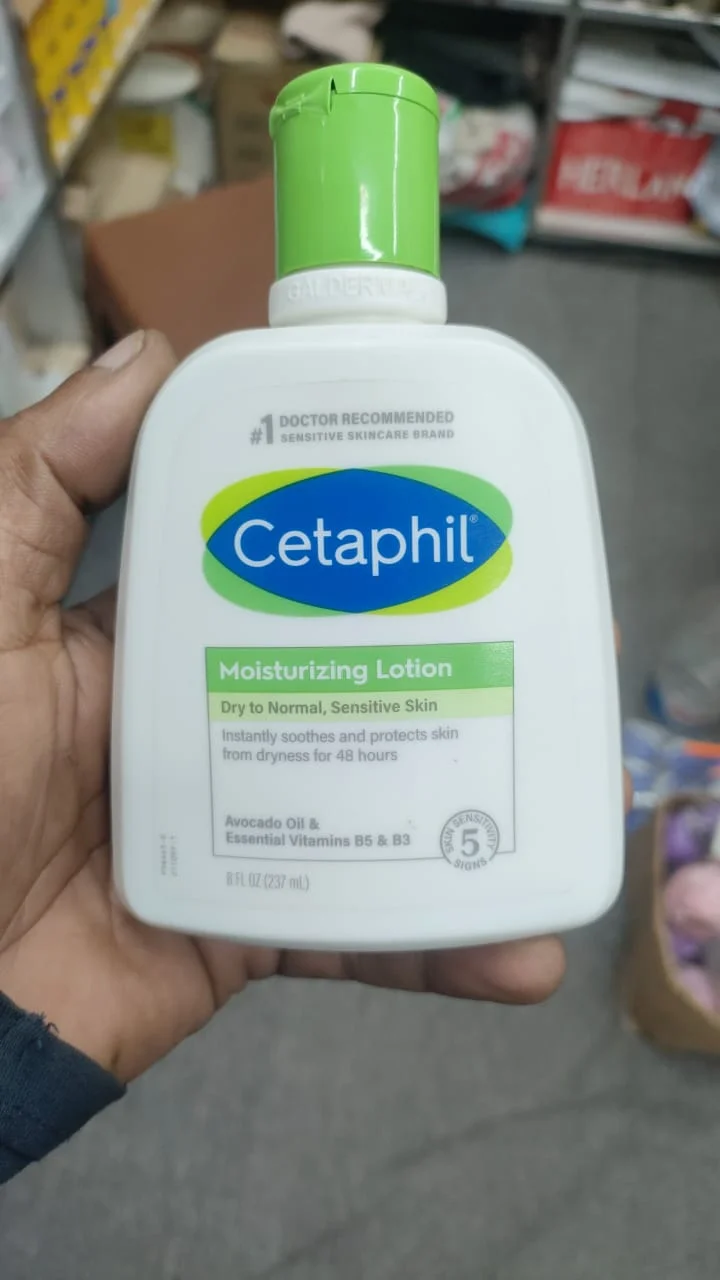 GALDERMA
#1 DOCTOR RECOMMENDED
SENSITIVE SKINCARE BRAND
Cetaphil®
Moisturizing Lotion
Dry to Normal, Sensitive Skin
Instantly soothes and protects skin
from dryness for 48 hours
Avocado Oil &
Essential Vitamins B5 & B3
SKIN SENSITIVITY
5
SIGNS
8 FL OZ (237 mL)